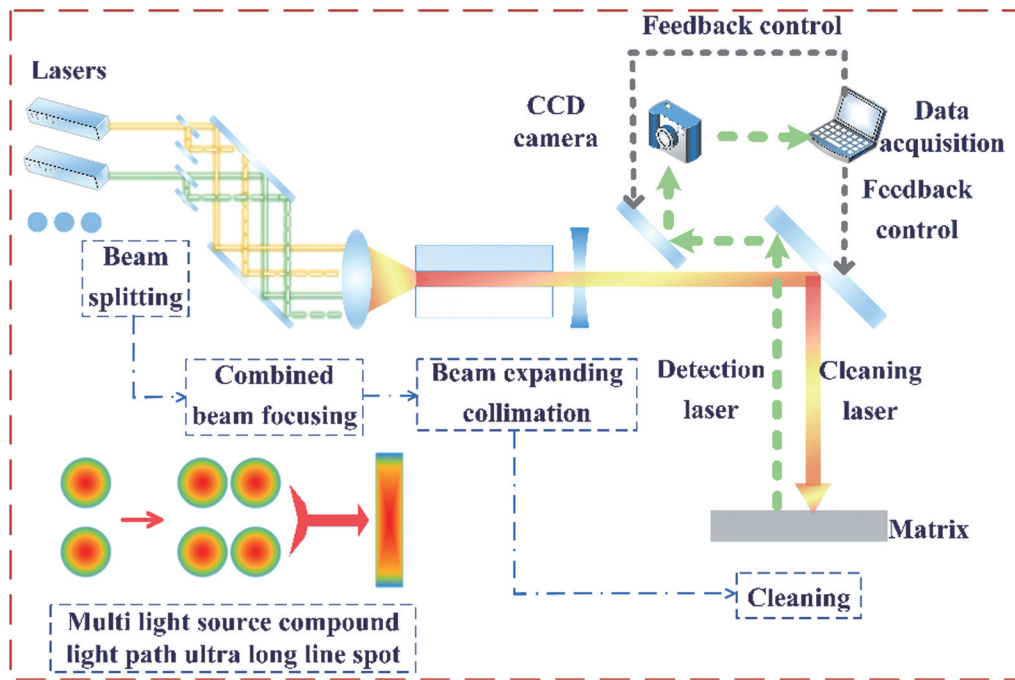 Feedback control
Lasers
CCD
camera
Data
acquisition
Feedback
control
Beam
splitting
Combined
beam focusing
Beam expanding
collimation
Detection
laser
Cleaning
laser
Matrix
Cleaning
Multi light source compound
light path ultra long line spot